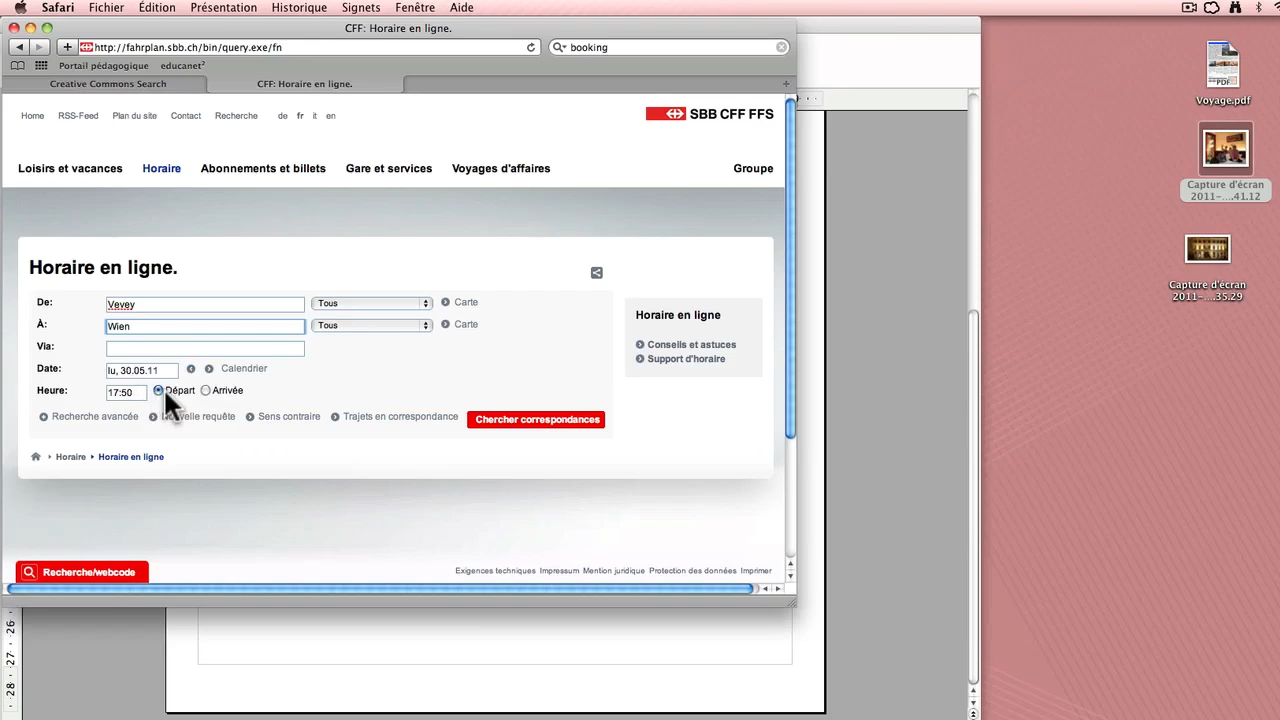 Safari Fichier Édition Présentation Historique Signets Fenêtre Aide
CFF: Horaire en ligne.
http://fahrplan.sbb.ch/bin/query.exe/fn
booking
Portail pédagogique educanet²
Creative Commons Search CFF: Horaire en ligne.
Home RSS-Feed Plan du site Contact Recherche de fr it en
SBB CFF FFS
Loisirs et vacances Horaire Abonnements et billets Gare et services Voyages d'affaires Groupe
Horaire en ligne.
De: Vevey Tous Carte
À: Wien Tous Carte
Via:
Date: lu, 30.05.11 Calendrier
Heure: 17:50 Départ Arrivée
Recherche avancée requête Sens contraire Trajets en correspondance Chercher correspondances
Horaire en ligne
Conseils et astuces
Support d'horaire
Horaire Horaire en ligne
Recherche/webcode
Exigences techniques Impressum Mention juridique Protection des données Imprimer
26
27
28
PDF
Voyage.pdf
Capture d'écran
2011-....41.12
Capture d'écran
2011-....35.29